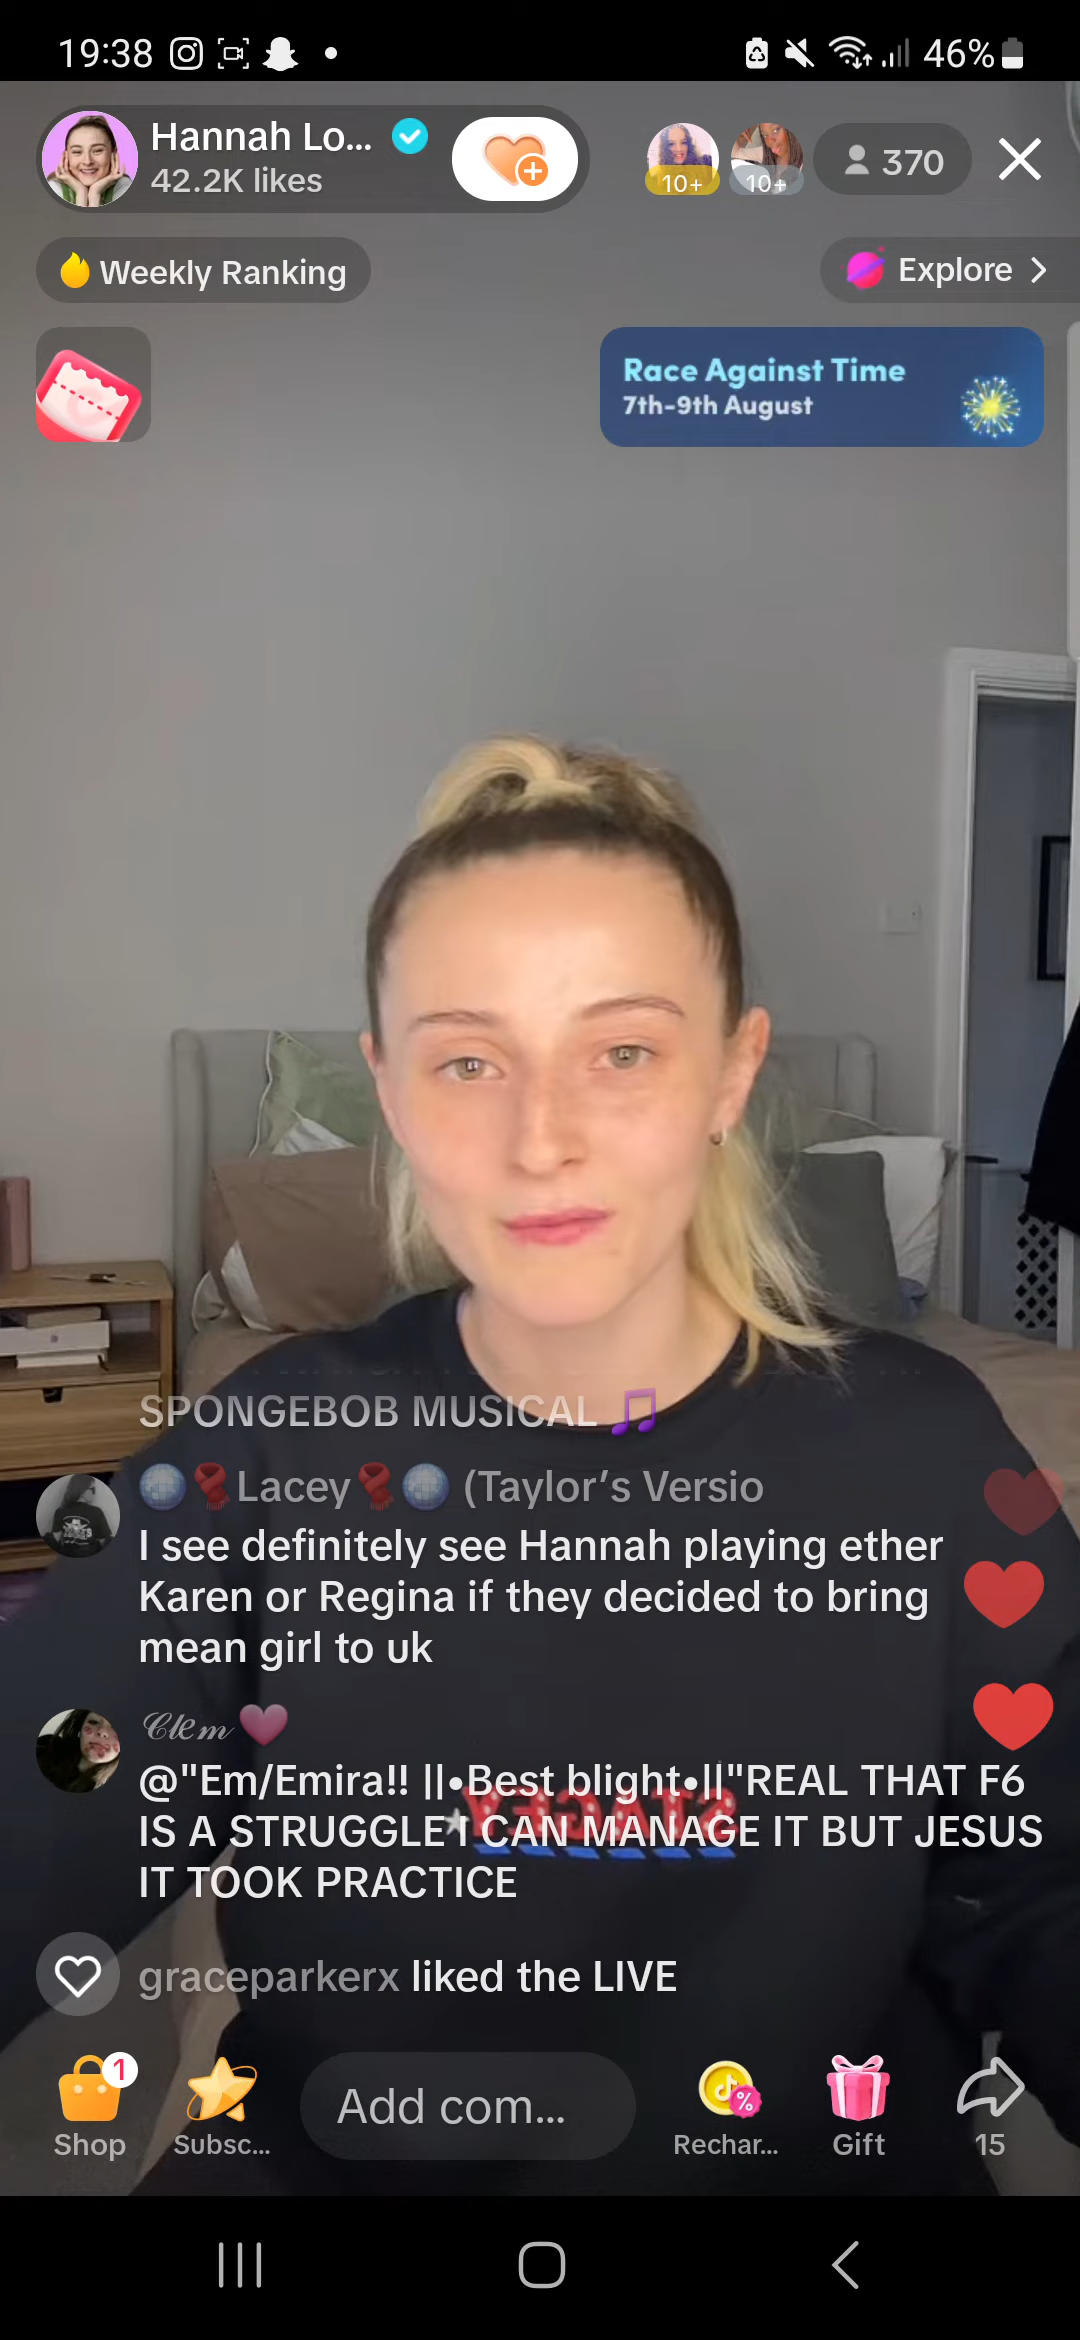 19:38
46%
Hannah Lo...
42.2K likes
10+
10+
370
Weekly Ranking
Explore
Race Against Time
7th-9th August
SPONGEBOB MUSICAL 🎵
🪩🧣Lacey🧣🪩 (Taylor's Versio
I see definitely see Hannah playing ether
Karen or Regina if they decided to bring
mean girl to uk
𝒞𝓁ℯ𝓂🩷
@"Em/Emira!! ||•Best blight•||"REAL THAT F6
IS A STRUGGLE I CAN MANAGE IT BUT JESUS
IT TOOK PRACTICE
STAGEY
graceparkerx liked the LIVE
1
Shop
Subsc...
Add com...
%
Rechar...
Gift
15